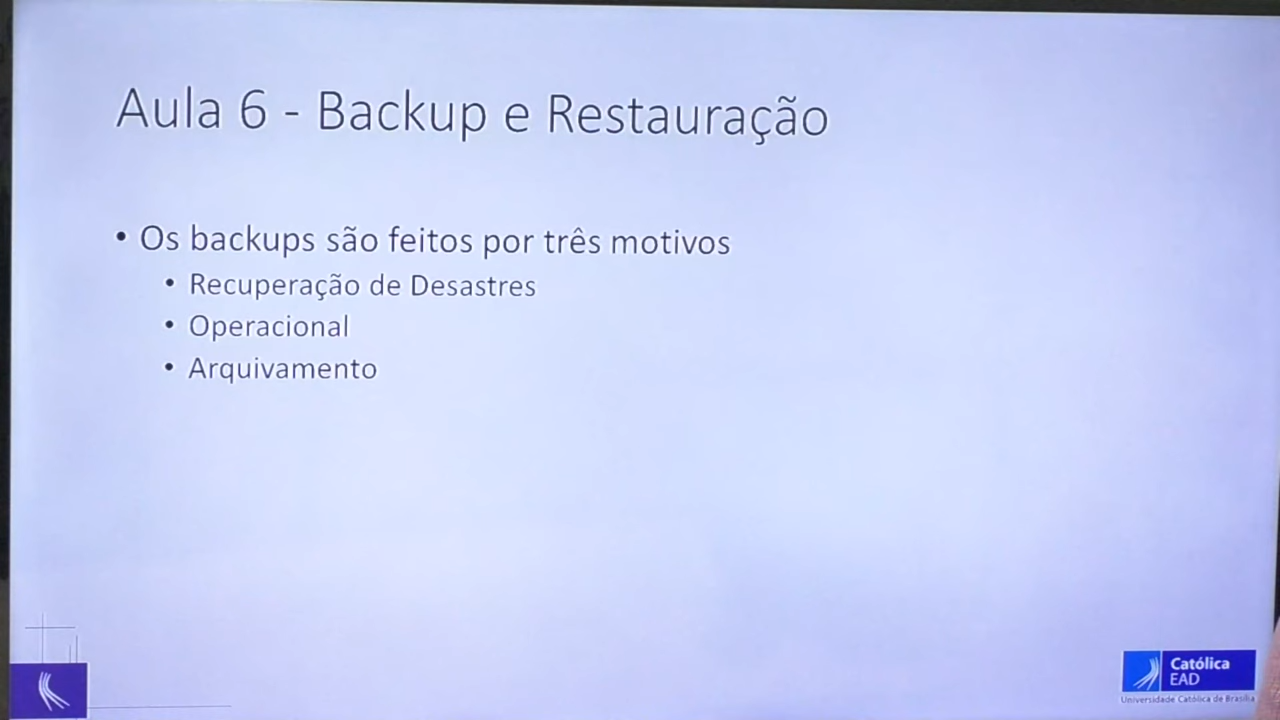 Aula 6 - Backup e Restauração
• Os backups são feitos por três motivos
• Recuperação de Desastres
• Operacional
• Arquivamento
Católica
EAD
Universidade Católica de Brasília